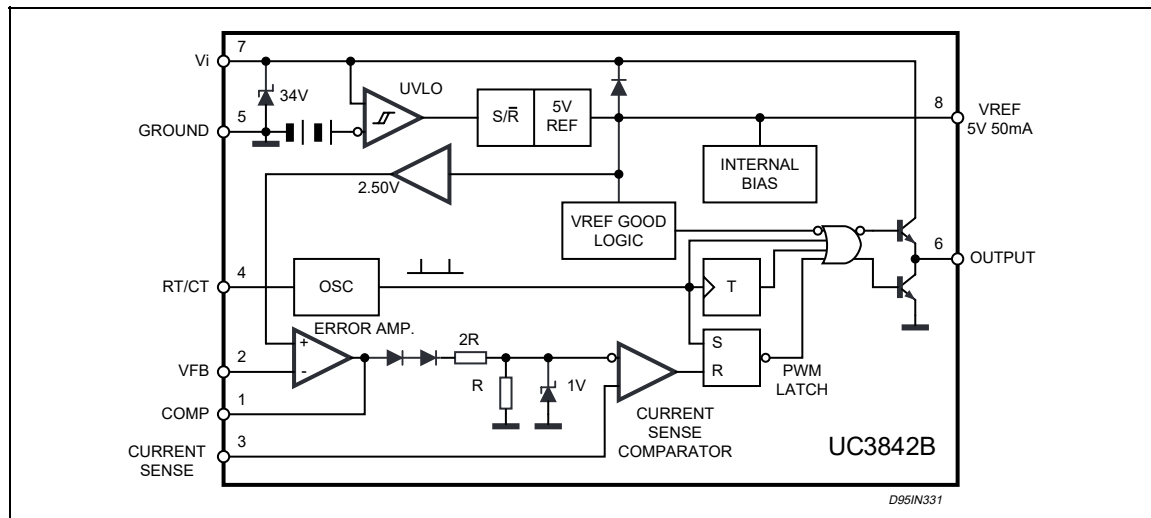 7
Vi
34V
UVLO
S/R̅
5V
REF
8
VREF
5V 50mA
5
GROUND
2.50V
INTERNAL
BIAS
VREF GOOD
LOGIC
6
OUTPUT
4
RT/CT
OSC
T
ERROR AMP.
+
-
2R
R
1V
S
R
PWM
LATCH
2
VFB
1
COMP
3
CURRENT
SENSE
CURRENT
SENSE
COMPARATOR
UC3842B
D95IN331